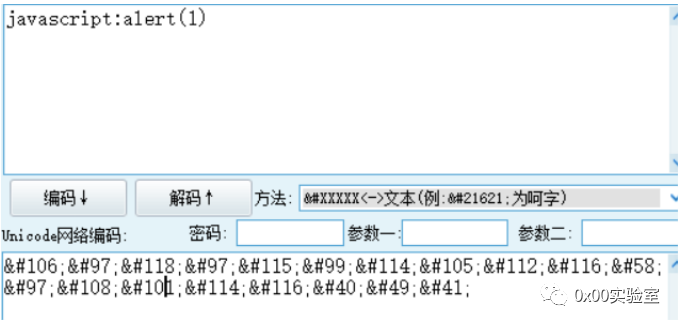 javascript:alert(1)
编码↓ 解码↑ 方法: &#XXXXX<->文本(例:&#21621;为呵字)
Unicode网络编码: 密码: 参数一: 参数二:
&#106;&#97;&#118;&#97;&#115;&#99;&#114;&#105;&#112;&#116;&#58;
&#97;&#108;&#101;&#114;&#116;&#40;&#49;&#41;
0x00实验室